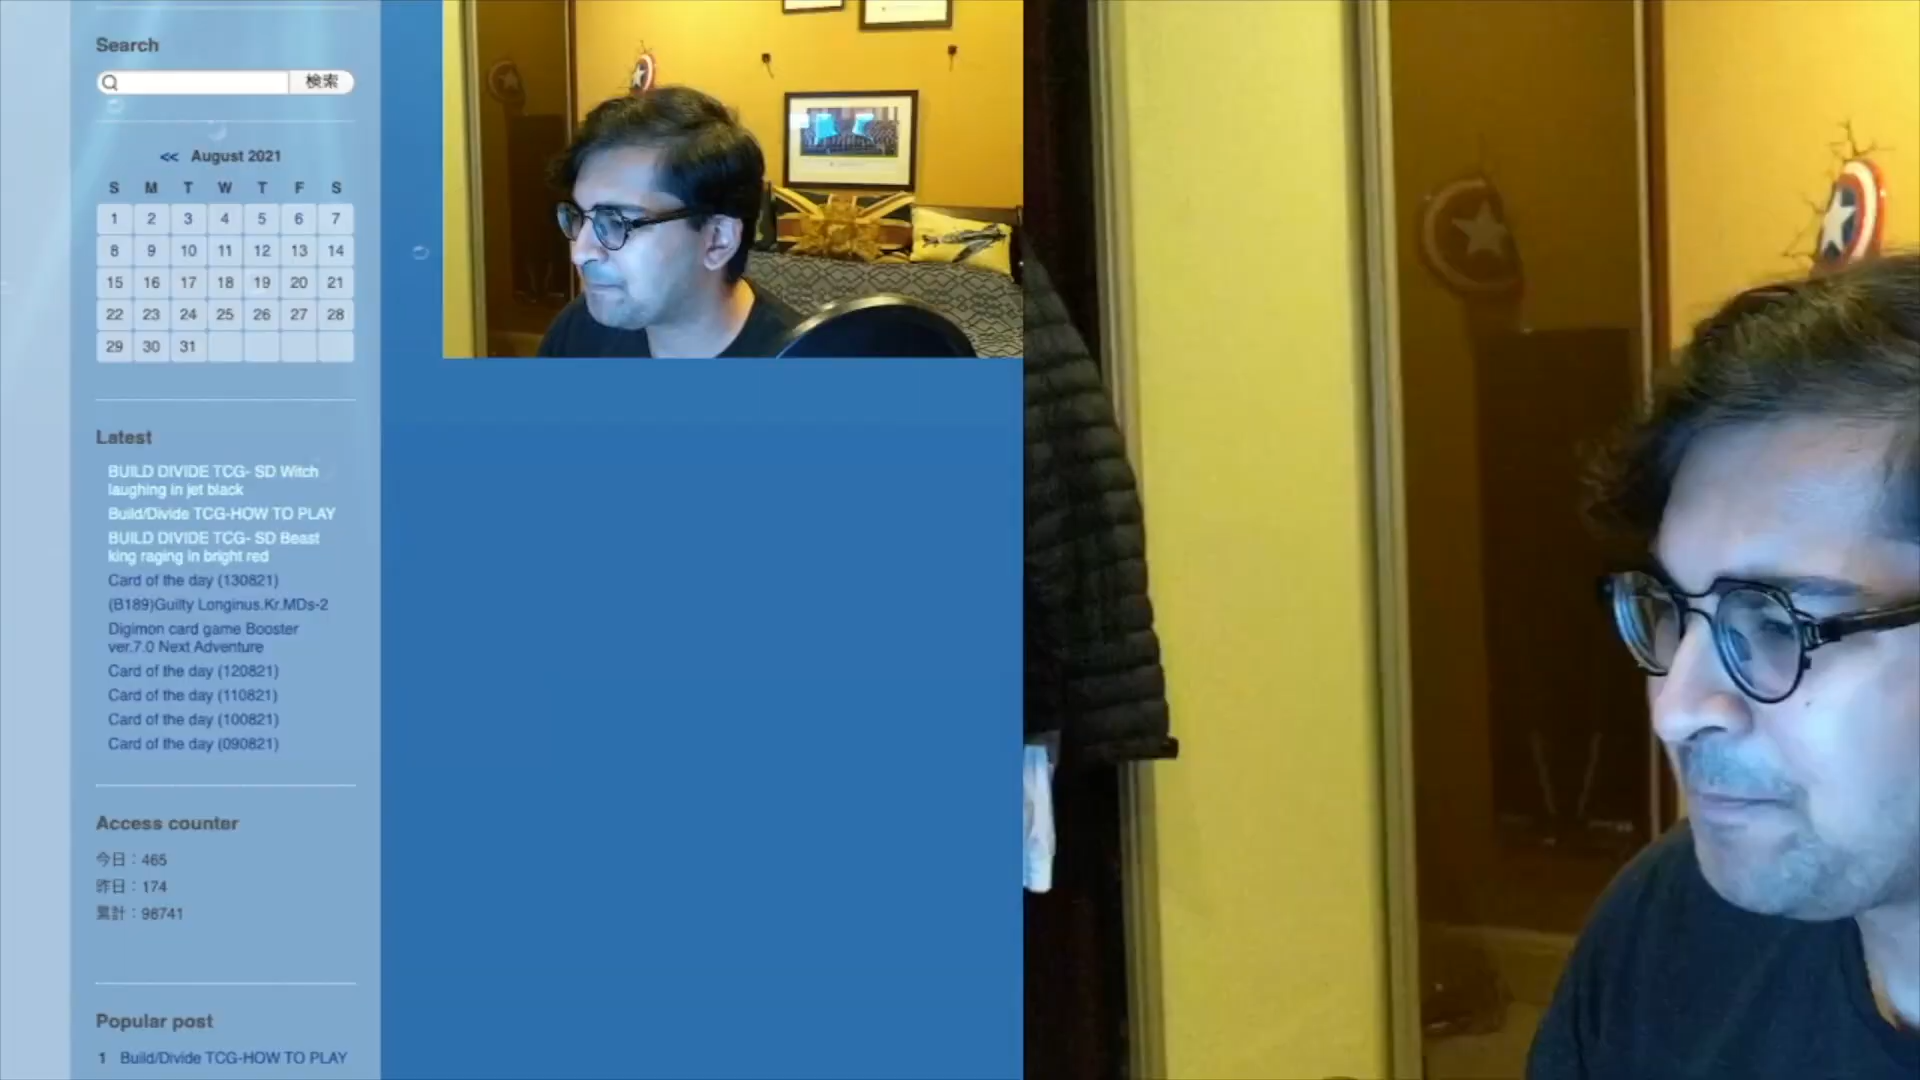 Search
検索
<< August 2021
S M T W T F S
1 2 3 4 5 6 7
8 9 10 11 12 13 14
15 16 17 18 19 20 21
22 23 24 25 26 27 28
29 30 31
Latest
BUILD DIVIDE TCG- SD Witch
laughing in jet black
Build/Divide TCG-HOW TO PLAY
BUILD DIVIDE TCG- SD Beast
king raging in bright red
Card of the day (130821)
(B189)Guilty Longinus.Kr.MDs-2
Digimon card game Booster
ver.7.0 Next Adventure
Card of the day (120821)
Card of the day (110821)
Card of the day (100821)
Card of the day (090821)
Access counter
今日：465
昨日：174
累計：98741
Popular post
1 Build/Divide TCG-HOW TO PLAY